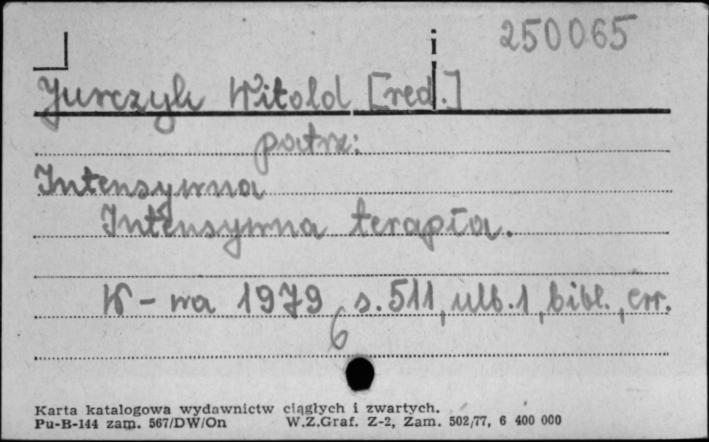 250065
Jurczyk Witold [red.]
patrz:
Intensywna
Intensywna terapia.
W-wa 1979 s. 511, ulb. 1, bibl., err.
6
Karta katalogowa wydawnictw ciągłych i zwartych.
Pu-B-144 zam. 567/DW/On W.Z.Graf. Z-2, Zam. 502/77, 6 400 000